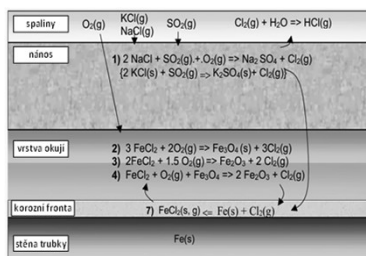 spaliny
O₂(g)
KCl(g)
NaCl(g)
SO₂(g)
Cl₂(g) + H₂O => HCl(g)
nános
1) 2 NaCl + SO₂(g).+.O₂(g) => Na₂ SO₄ + Cl₂(g)
{2 KCl(s) + SO₂(g) => K₂SO₄(s) + Cl₂(g)}
vrstva okují
2) 3 FeCl₂ + 2O₂(g) => Fe₃O₄ (s) + 3Cl₂(g)
3) 2FeCl₂ + 1.5 O₂(g) => Fe₂O₃ + 2 Cl₂(g)
4) FeCl₂ + O₂(g) + Fe₃O₄ => 2 Fe₂O₃ + Cl₂(g)
korozní fronta
7) FeCl₂(s, g) <= Fe(s) + Cl₂(g)
stěna trubky
Fe(s)